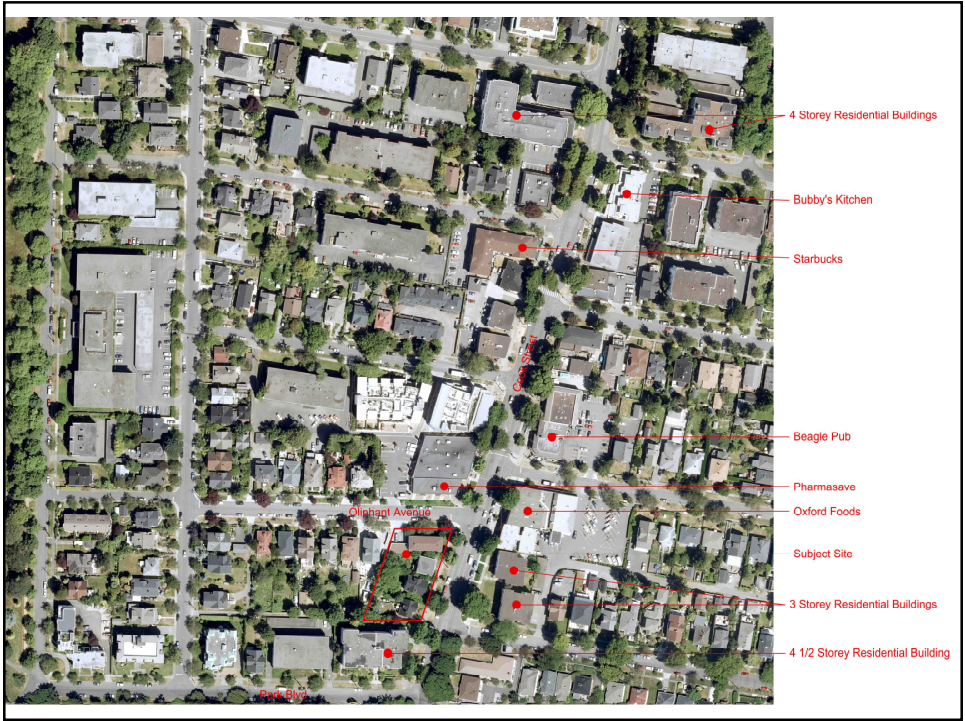 4 Storey Residential Buildings
Bubby's Kitchen
Starbucks
Cook Street
Beagle Pub
Pharmasave
Oxford Foods
Oliphant Avenue
Subject Site
3 Storey Residential Buildings
4 1/2 Storey Residential Building
Park Blvd